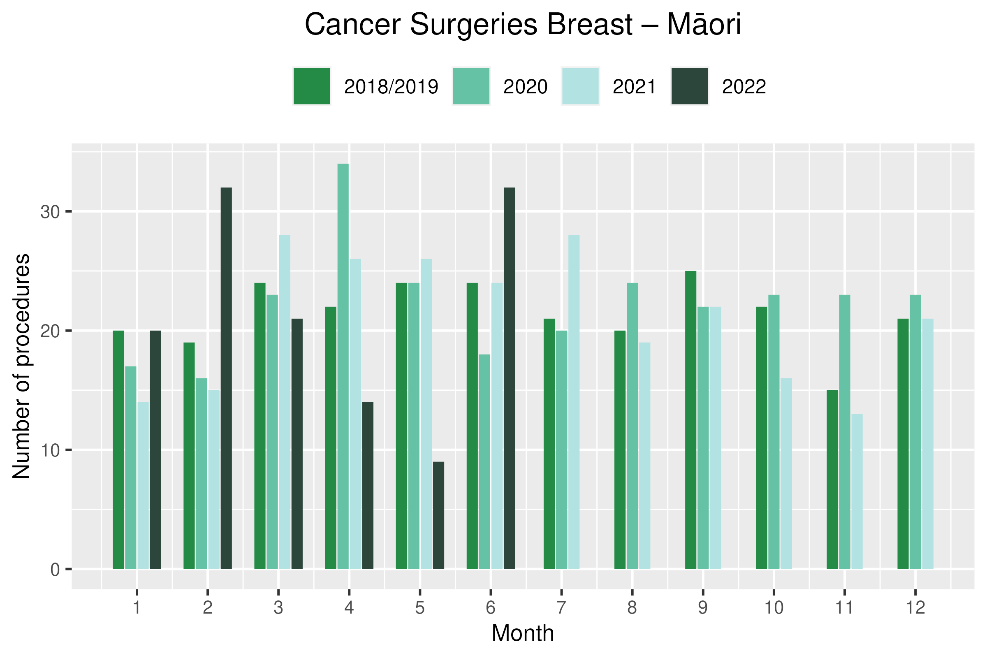 Cancer Surgeries Breast – Māori
2018/2019 2020 2021 2022
Number of procedures
30
20
10
0
1 2 3 4 5 6 7 8 9 10 11 12
Month